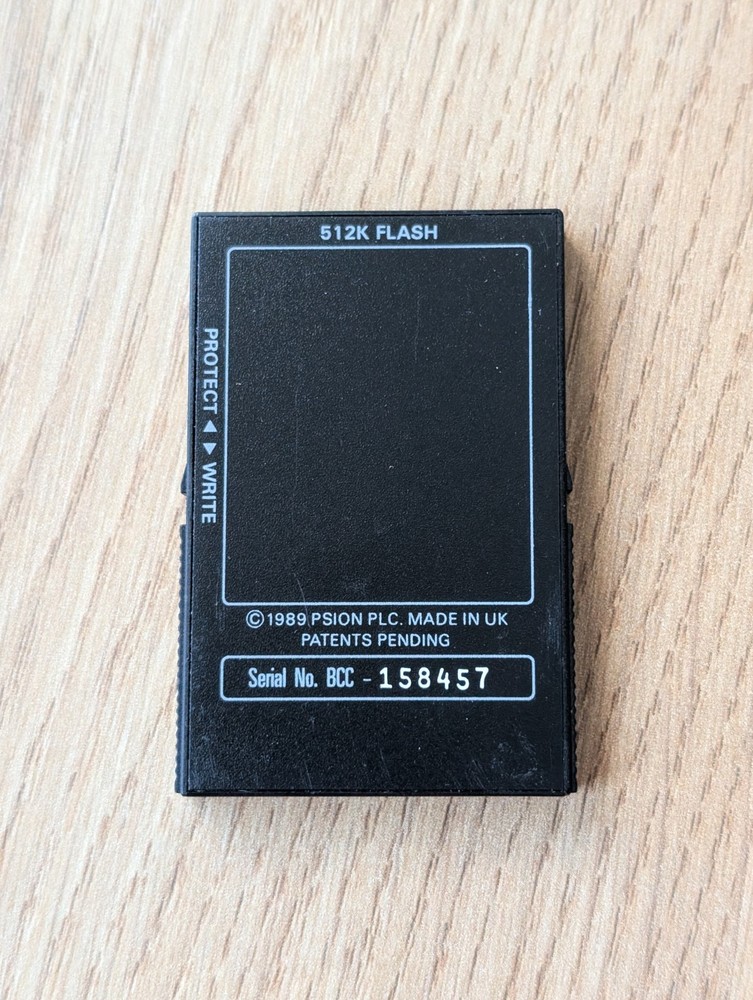 512K FLASH
PROTECT ◀ ▶ WRITE
©1989 PSION PLC. MADE IN UK
PATENTS PENDING
Serial No. BCC - 158457